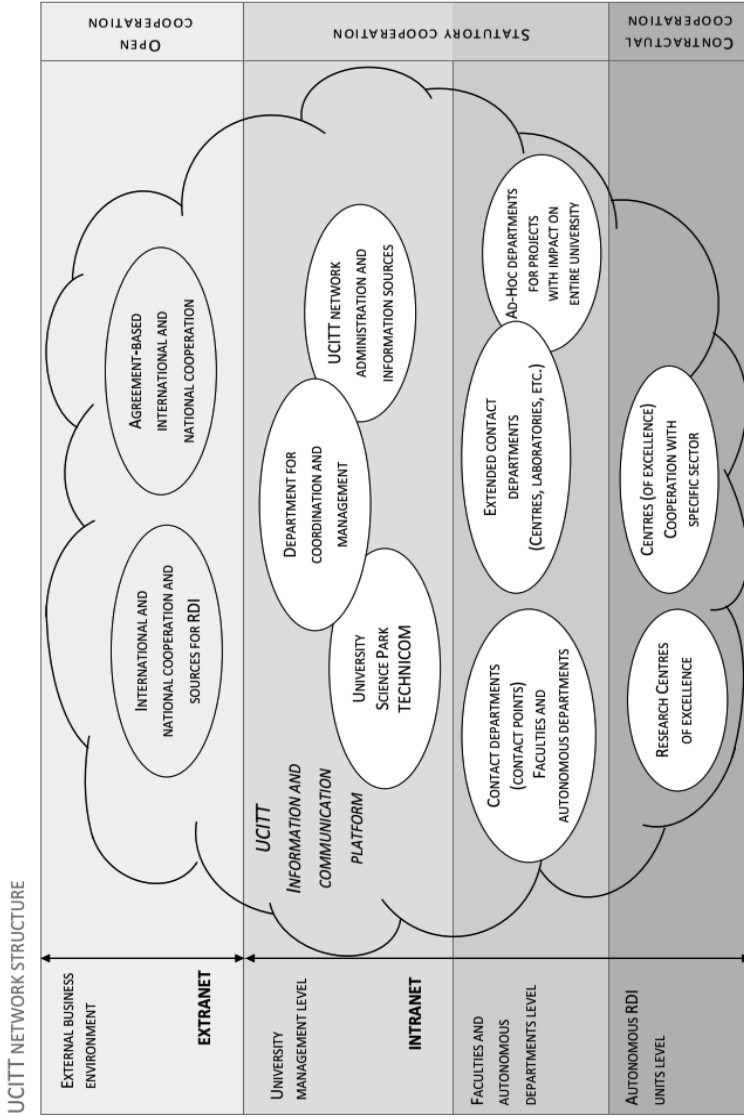 UCITT NETWORK STRUCTURE
EXTERNAL BUSINESS
ENVIRONMENT
EXTRANET
INTERNATIONAL AND
NATIONAL COOPERATION AND
SOURCES FOR RDI
AGREEMENT-BASED
INTERNATIONAL AND
NATIONAL COOPERATION
OPEN
COOPERATION
UNIVERSITY
MANAGEMENT LEVEL
INTRANET
UCITT
INFORMATION AND
COMMUNICATION
PLATFORM
UNIVERSITY
SCIENCE PARK
TECHNICOM
DEPARTMENT FOR
COORDINATION AND
MANAGEMENT
UCITT NETWORK
ADMINISTRATION AND
INFORMATION SOURCES
STATUTORY COOPERATION
FACULTIES AND
AUTONOMOUS
DEPARTMENTS LEVEL
CONTACT DEPARTMENTS
(CONTACT POINTS)
FACULTIES AND
AUTONOMOUS DEPARTMENTS
EXTENDED CONTACT
DEPARTMENTS
(CENTRES, LABORATORIES, ETC.)
AD-HOC DEPARTMENTS
FOR PROJECTS
WITH IMPACT ON
ENTIRE UNIVERSITY
AUTONOMOUS RDI
UNITS LEVEL
RESEARCH CENTRES
OF EXCELLENCE
CENTRES (OF EXCELLENCE)
COOPERATION WITH
SPECIFIC SECTOR
CONTRACTUAL
COOPERATION